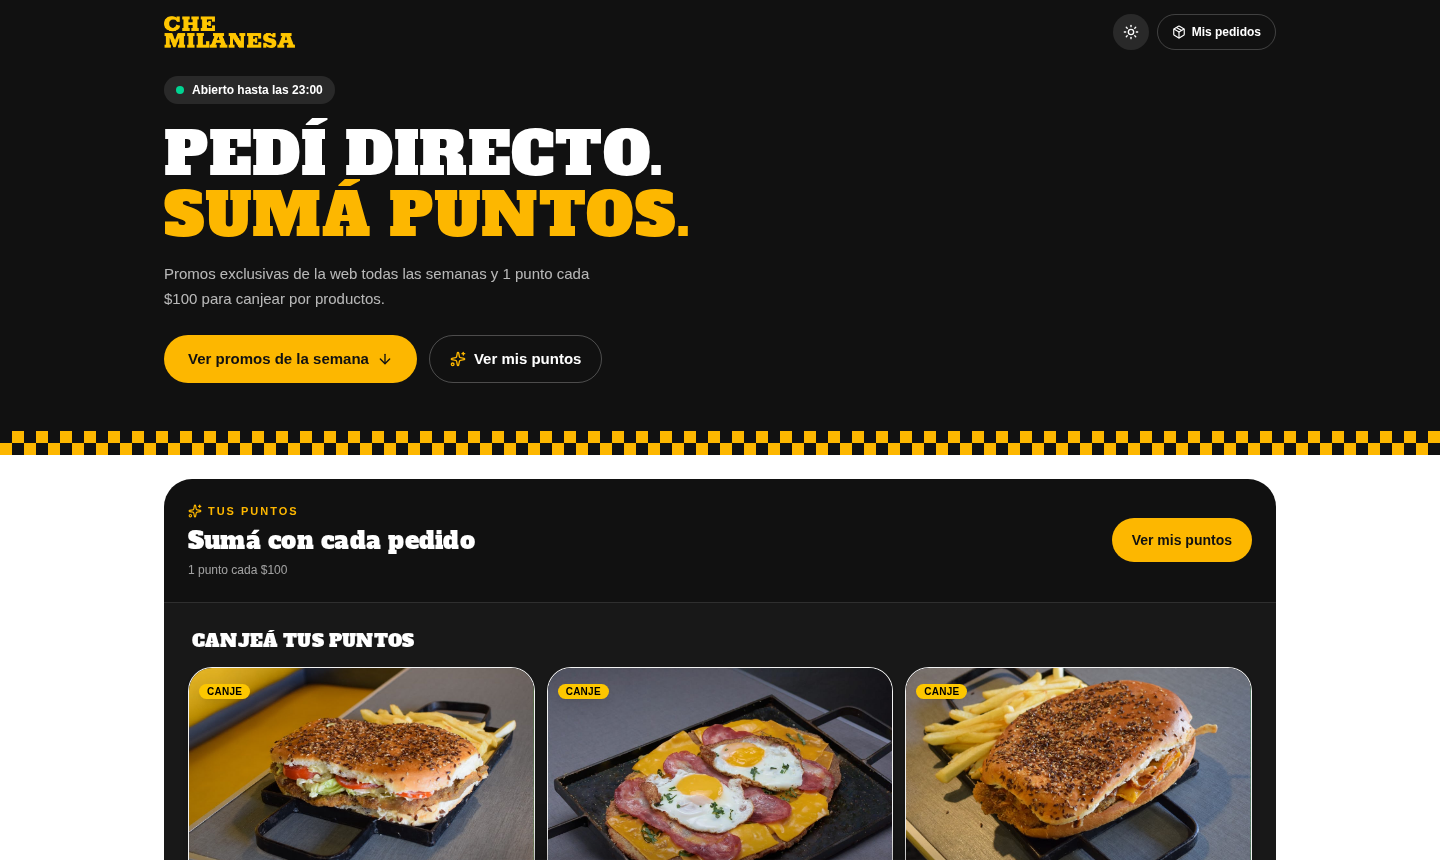 CHE
MILANESA
Mis pedidos
Abierto hasta las 23:00
PEDÍ DIRECTO.
SUMÁ PUNTOS.
Promos exclusivas de la web todas las semanas y 1 punto cada
$100 para canjear por productos.
Ver promos de la semana
Ver mis puntos
TUS PUNTOS
Sumá con cada pedido
1 punto cada $100
Ver mis puntos
CANJEÁ TUS PUNTOS
CANJE
CANJE
CANJE